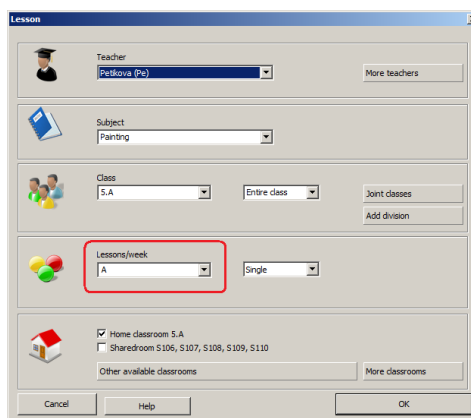 Lesson
Teacher
Petikova (Pe)
More teachers
Subject
Painting
Class
5.A
Entire class
Joint classes
Add division
Lessons/week
A
Single
Home classroom 5.A
Sharedroom S106, S107, S108, S109, S110
Other available classrooms
More classrooms
Cancel
Help
OK